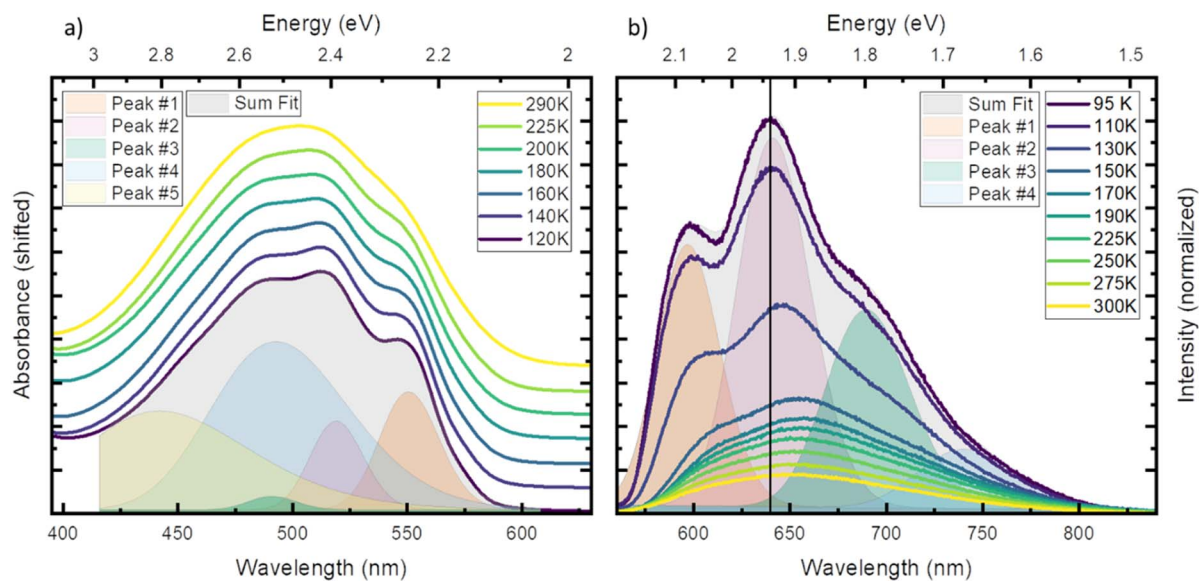 a)
Energy (eV)
3 2.8 2.6 2.4 2.2 2
Peak #1
Peak #2
Peak #3
Peak #4
Peak #5
Sum Fit
290K
225K
200K
180K
160K
140K
120K
Absorbance (shifted)
400 450 500 550 600
Wavelength (nm)
b)
Energy (eV)
2.1 2 1.9 1.8 1.7 1.6 1.5
Sum Fit
Peak #1
Peak #2
Peak #3
Peak #4
95 K
110K
130K
150K
170K
190K
225K
250K
275K
300K
Intensity (normalized)
600 650 700 750 800
Wavelength (nm)